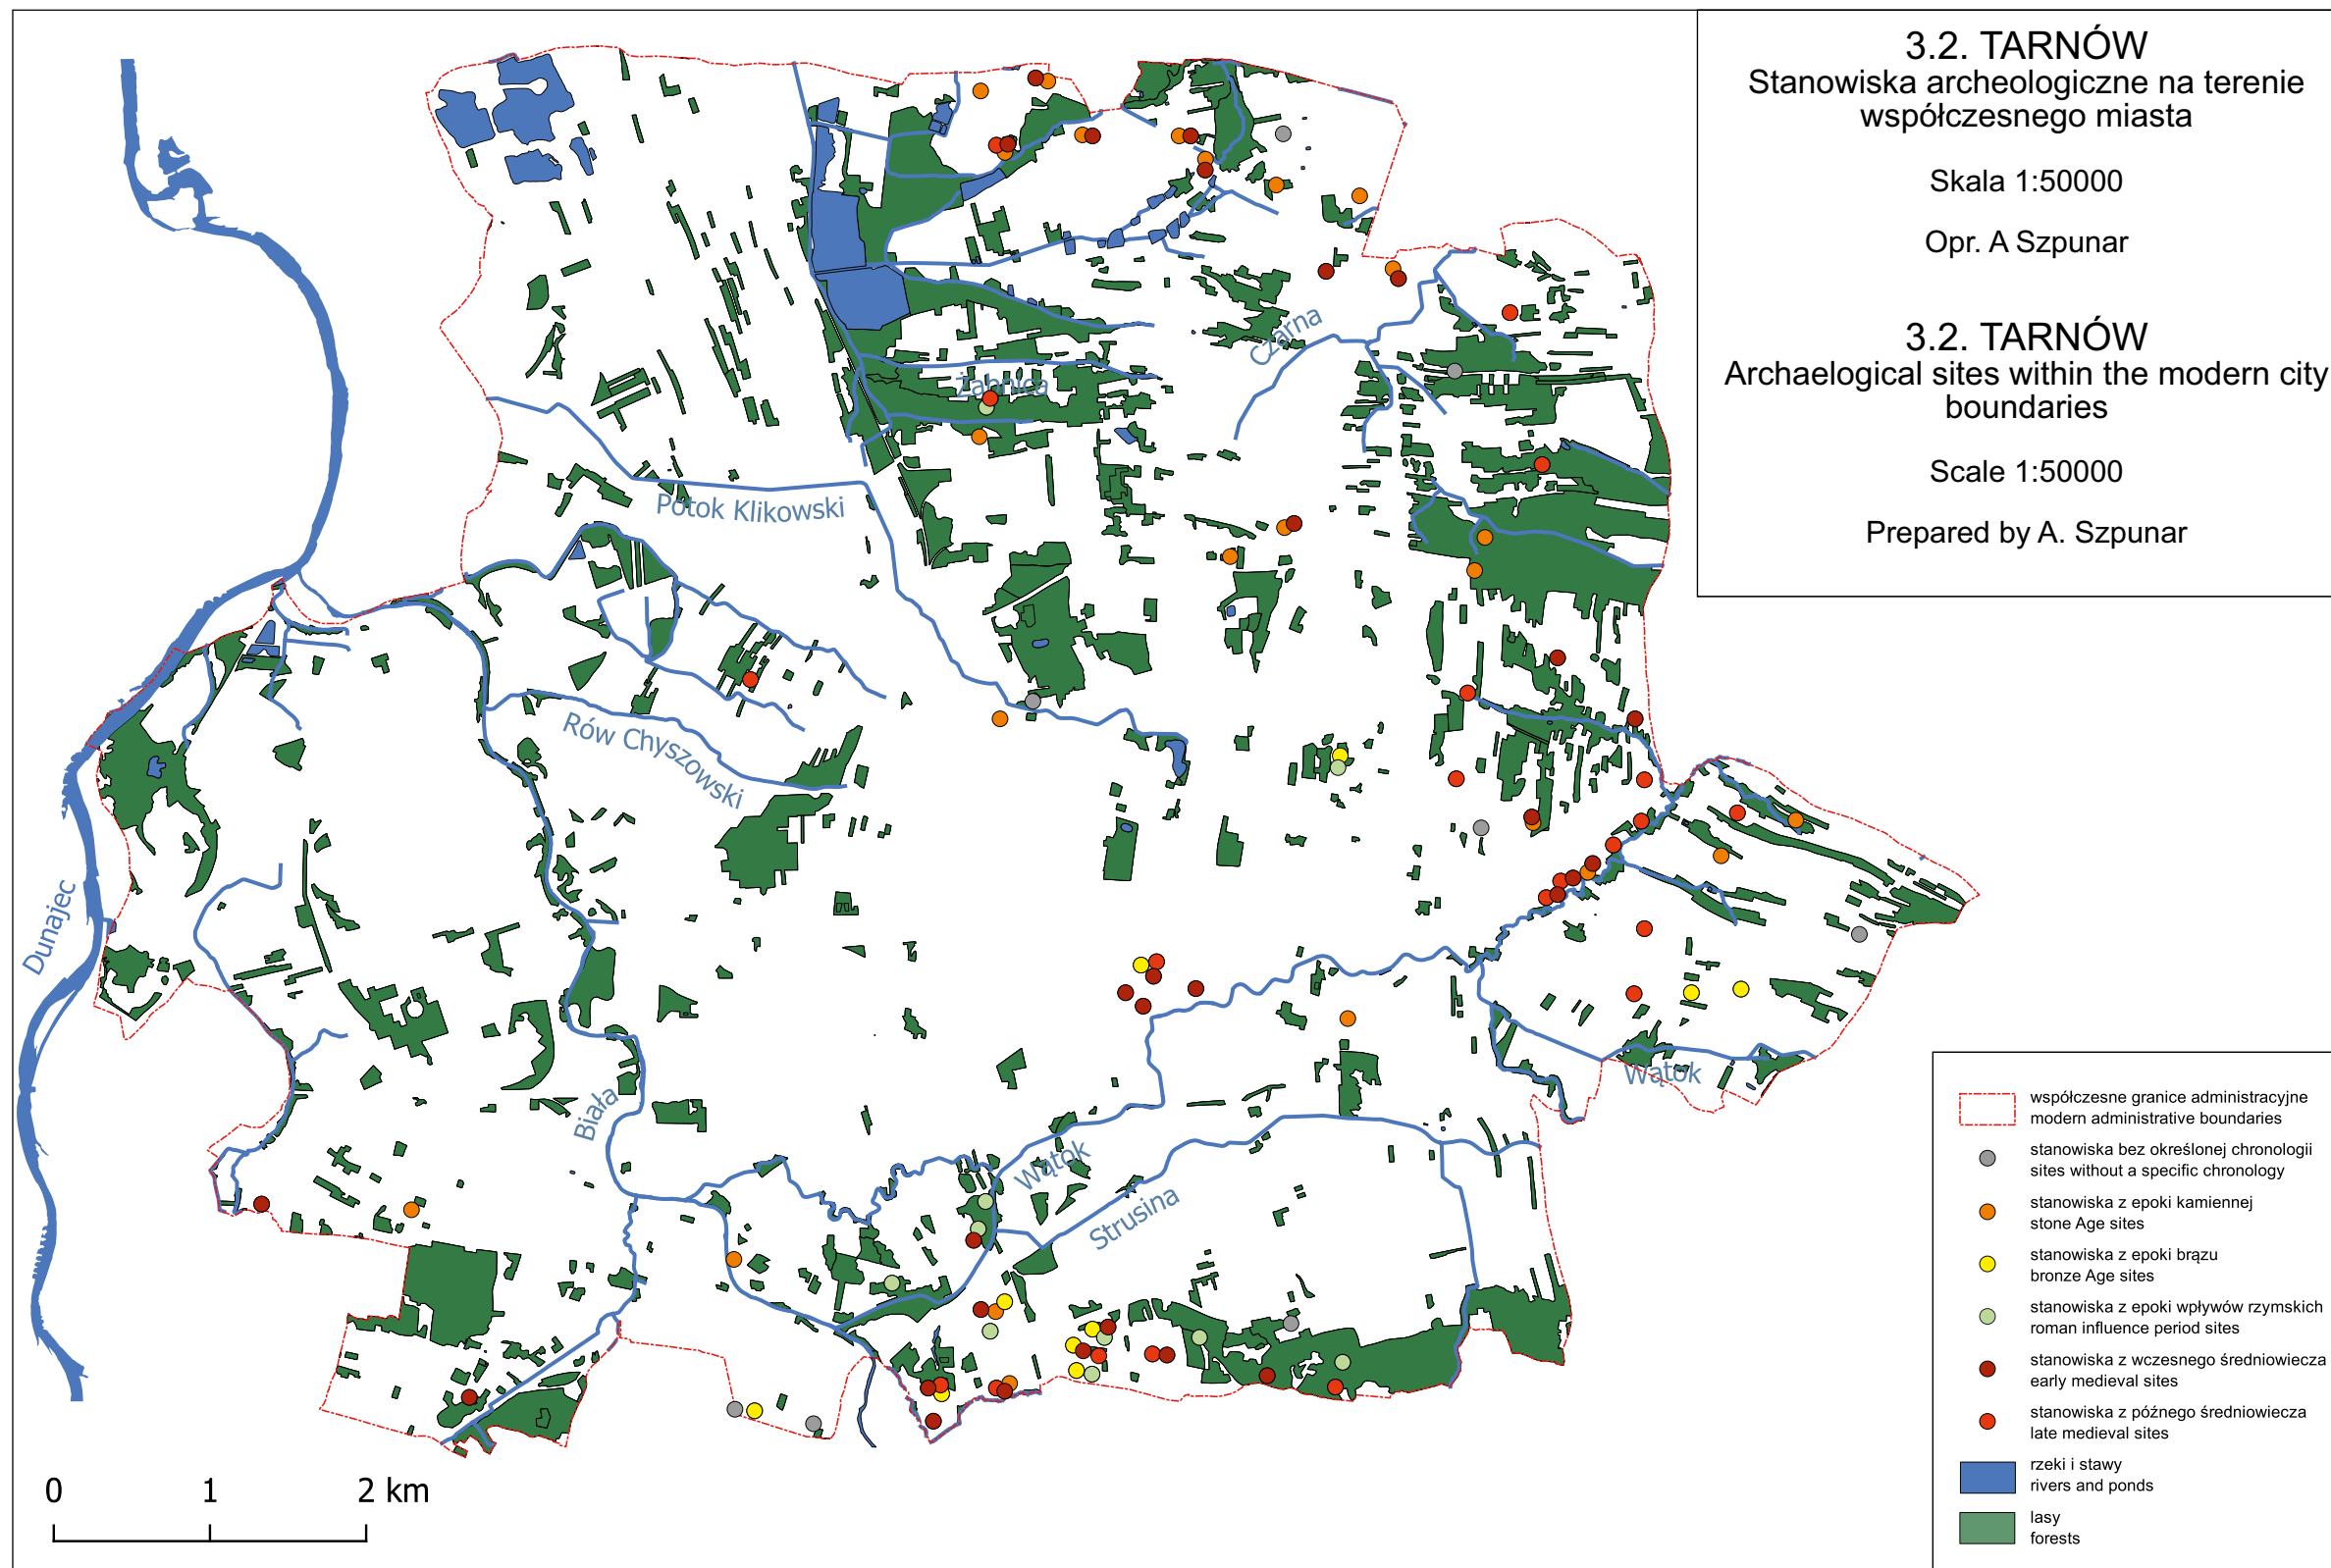 3.2. TARNÓW
Stanowiska archeologiczne na terenie
współczesnego miasta
Skala 1:50000
Opr. A Szpunar
3.2. TARNÓW
Archaelogical sites within the modern city
boundaries
Scale 1:50000
Prepared by A. Szpunar
Czarna
Żabnica
Potok Klikowski
Rów Chyszowski
Dunajec
Biała
Wątok
Wątok
Strusina
współczesne granice administracyjne
modern administrative boundaries
stanowiska bez określonej chronologii
sites without a specific chronology
stanowiska z epoki kamiennej
stone Age sites
stanowiska z epoki brązu
bronze Age sites
stanowiska z epoki wpływów rzymskich
roman influence period sites
stanowiska z wczesnego średniowiecza
early medieval sites
stanowiska z późnego średniowiecza
late medieval sites
rzeki i stawy
rivers and ponds
lasy
forests
0 1 2 km